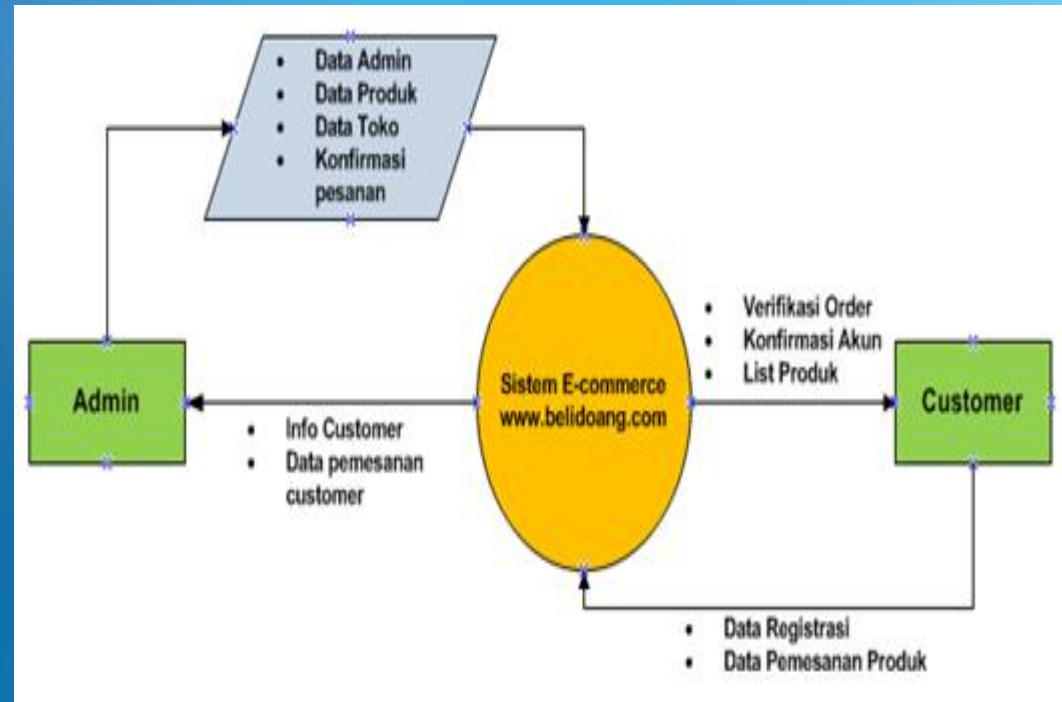 • Data Admin
• Data Produk
• Data Toko
• Konfirmasi
pesanan
Admin
• Info Customer
• Data pemesanan
customer
Sistem E-commerce
www.belidoang.com
• Verifikasi Order
• Konfirmasi Akun
• List Produk
Customer
• Data Registrasi
• Data Pemesanan Produk